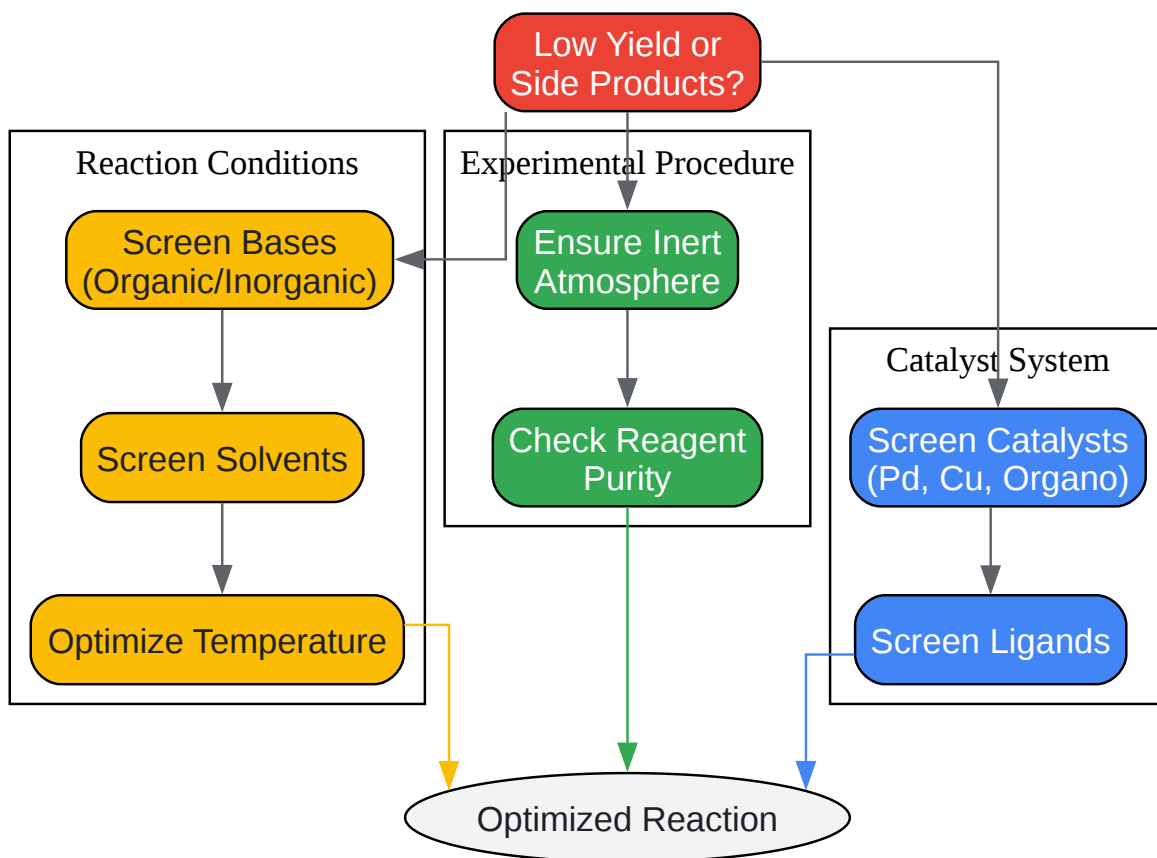 Low Yield or
Side Products?
Reaction Conditions
Screen Bases
(Organic/Inorganic)
Screen Solvents
Optimize Temperature
Experimental Procedure
Ensure Inert
Atmosphere
Check Reagent
Purity
Catalyst System
Screen Catalysts
(Pd, Cu, Organo)
Screen Ligands
Optimized Reaction